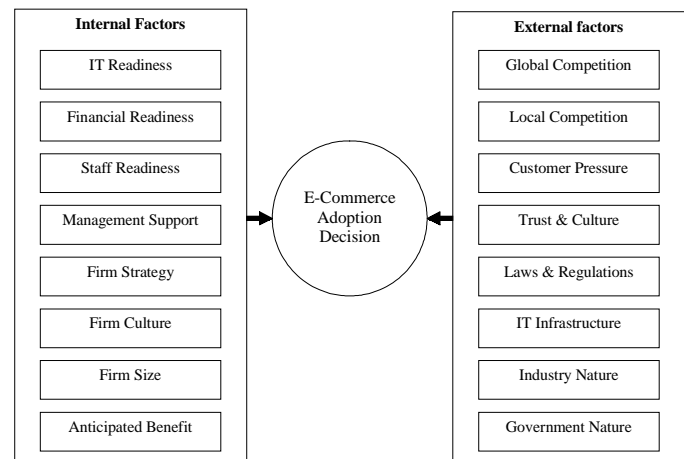 Internal Factors
IT Readiness
Financial Readiness
Staff Readiness
Management Support
Firm Strategy
Firm Culture
Firm Size
Anticipated Benefit
E-Commerce
Adoption
Decision
External factors
Global Competition
Local Competition
Customer Pressure
Trust & Culture
Laws & Regulations
IT Infrastructure
Industry Nature
Government Nature